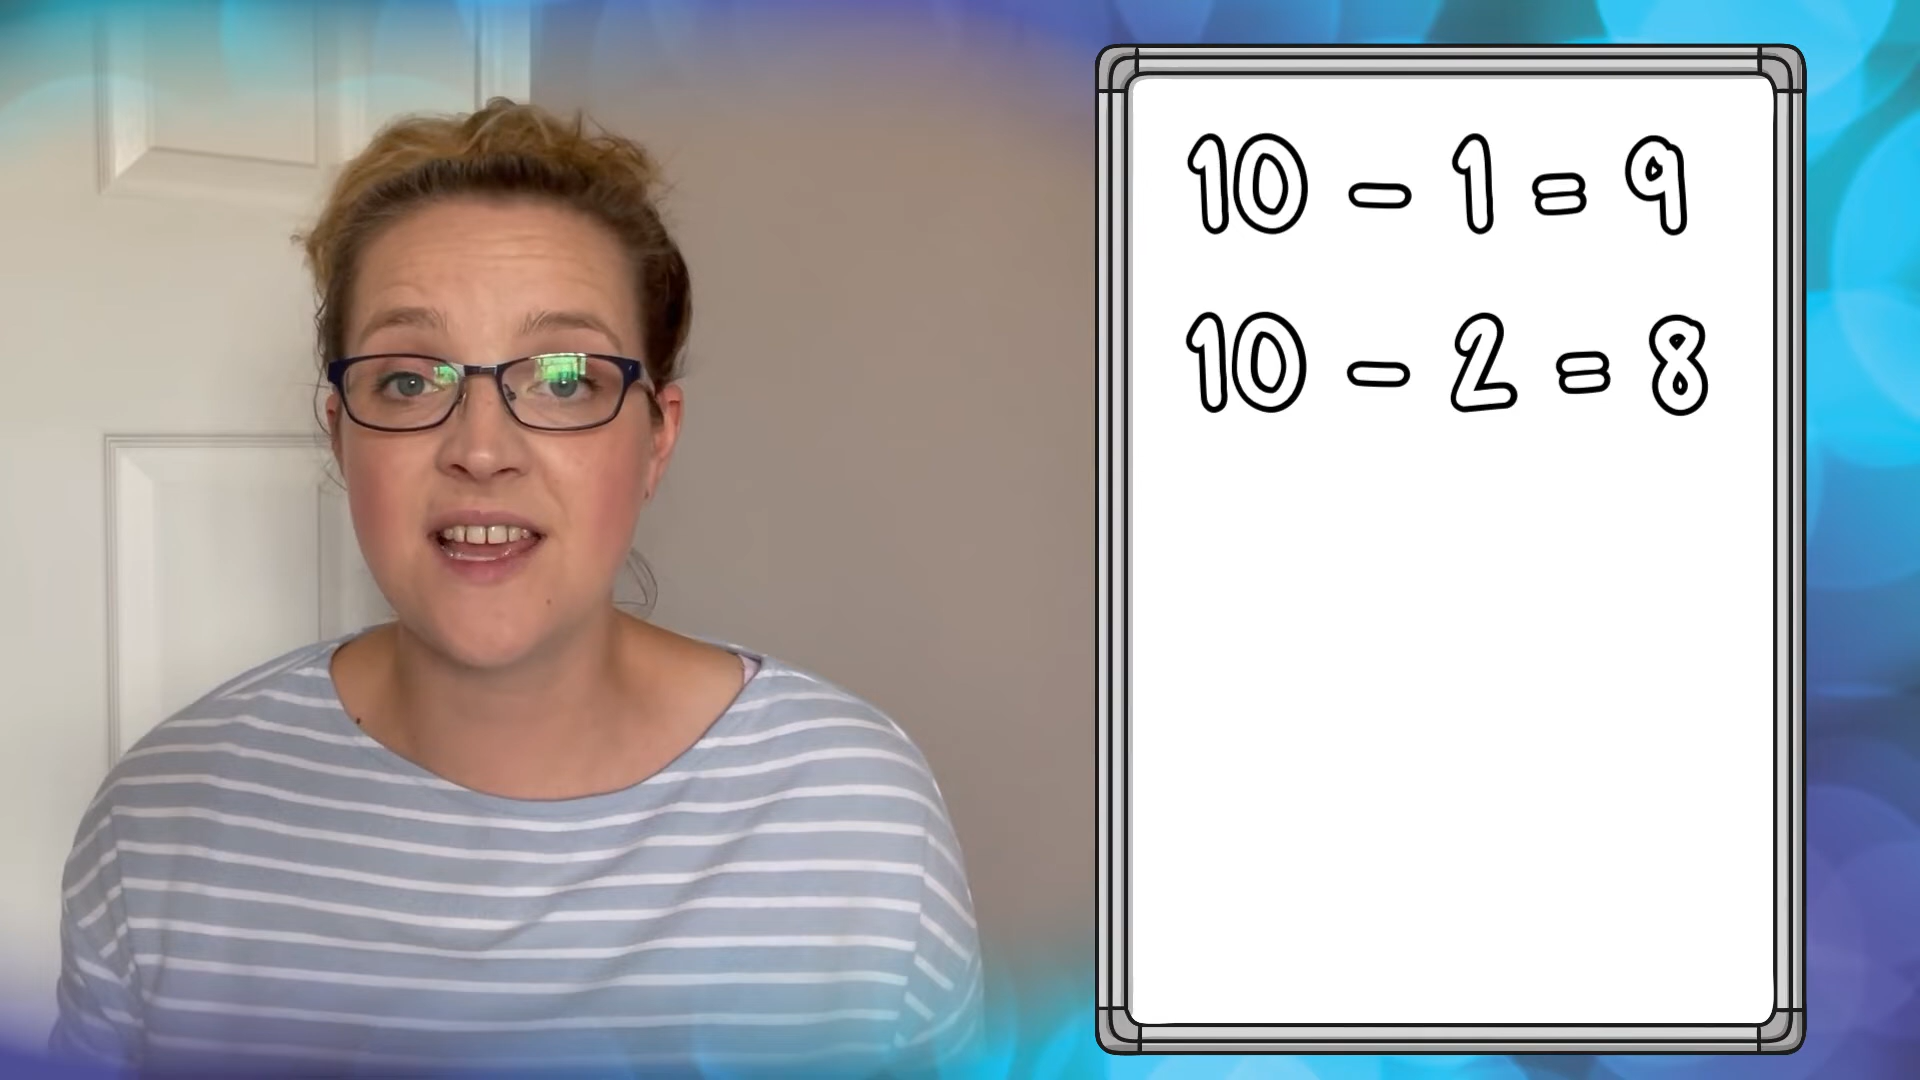 10 - 1 = 9
10 - 2 = 8